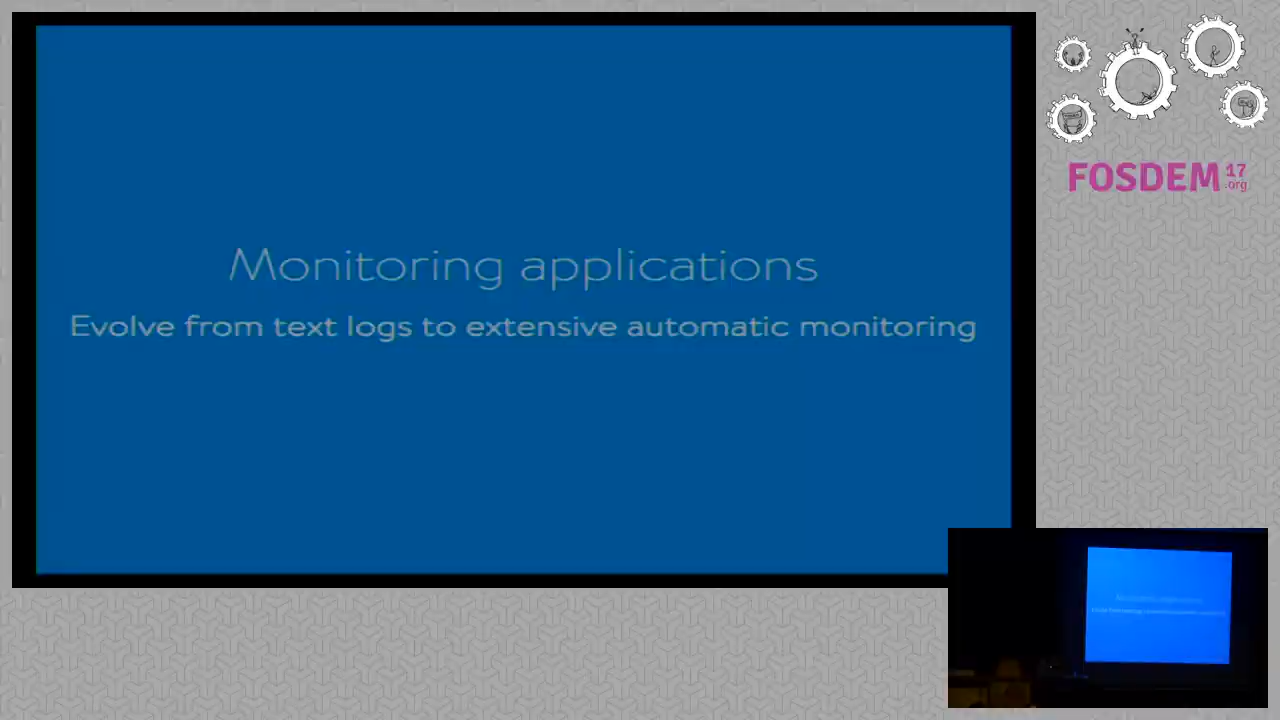 Monitoring applications
Evolve from text logs to extensive automatic monitoring
FOSDEM 17
.org